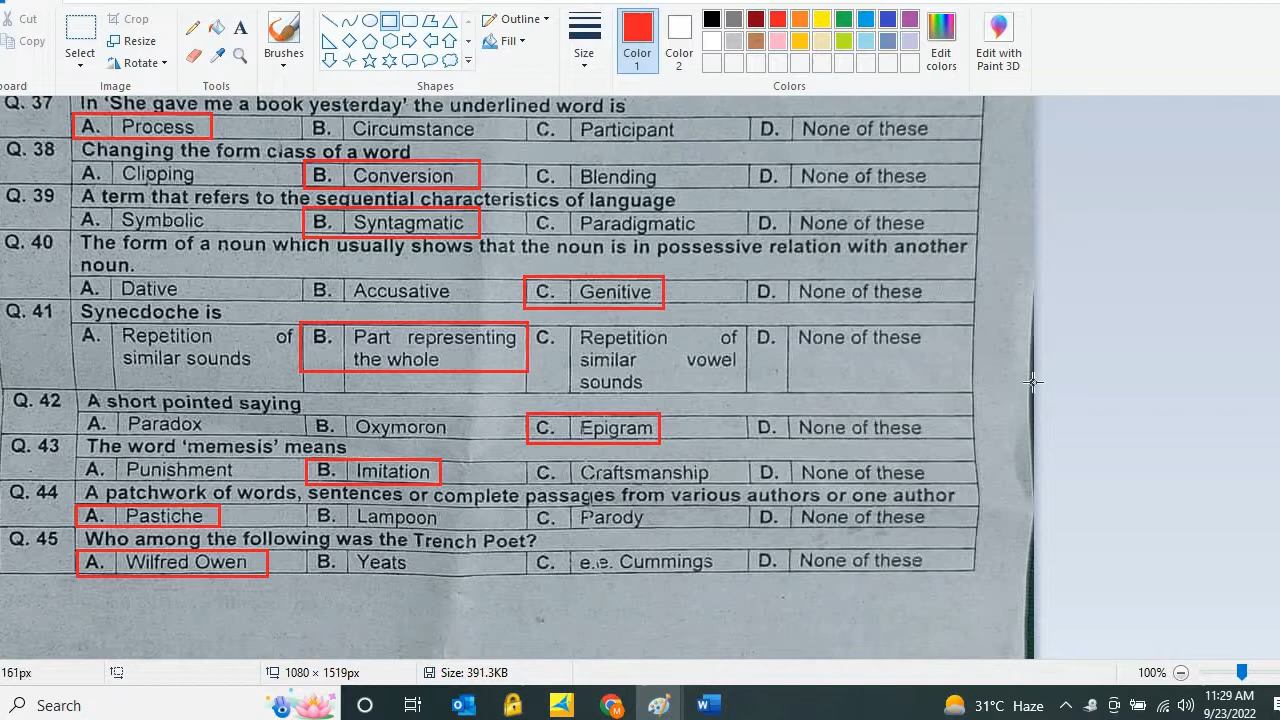 Cut
Crop
Outline
Copy
Select
Resize
Rotate
Brushes
Fill
Size
Color
1
Color
2
Edit
colors
Edit with
Paint 3D
oard
Image
Tools
Shapes
Colors
Q. 37 In 'She gave me a book yesterday' the underlined word is
A. Process B. Circumstance C. Participant D. None of these
Q. 38 Changing the form class of a word
A. Clipping B. Conversion C. Blending D. None of these
Q. 39 A term that refers to the sequential characteristics of language
A. Symbolic B. Syntagmatic C. Paradigmatic D. None of these
Q. 40 The form of a noun which usually shows that the noun is in possessive relation with another
noun.
A. Dative B. Accusative C. Genitive D. None of these
Q. 41 Synecdoche is
A. Repetition of B. Part representing C. Repetition of D. None of these
similar sounds the whole similar vowel
sounds
Q. 42 A short pointed saying
A. Paradox B. Oxymoron C. Epigram D. None of these
Q. 43 The word 'memesis' means
A. Punishment B. Imitation C. Craftsmanship D. None of these
Q. 44 A patchwork of words, sentences or complete passages from various authors or one author
A. Pastiche B. Lampoon C. Parody D. None of these
Q. 45 Who among the following was the Trench Poet?
A. Wilfred Owen B. Yeats C. e.e. Cummings D. None of these
161px 1080 × 1519px Size: 391.3KB 100%
Search 31°C Haze 11:29 AM
9/23/2022